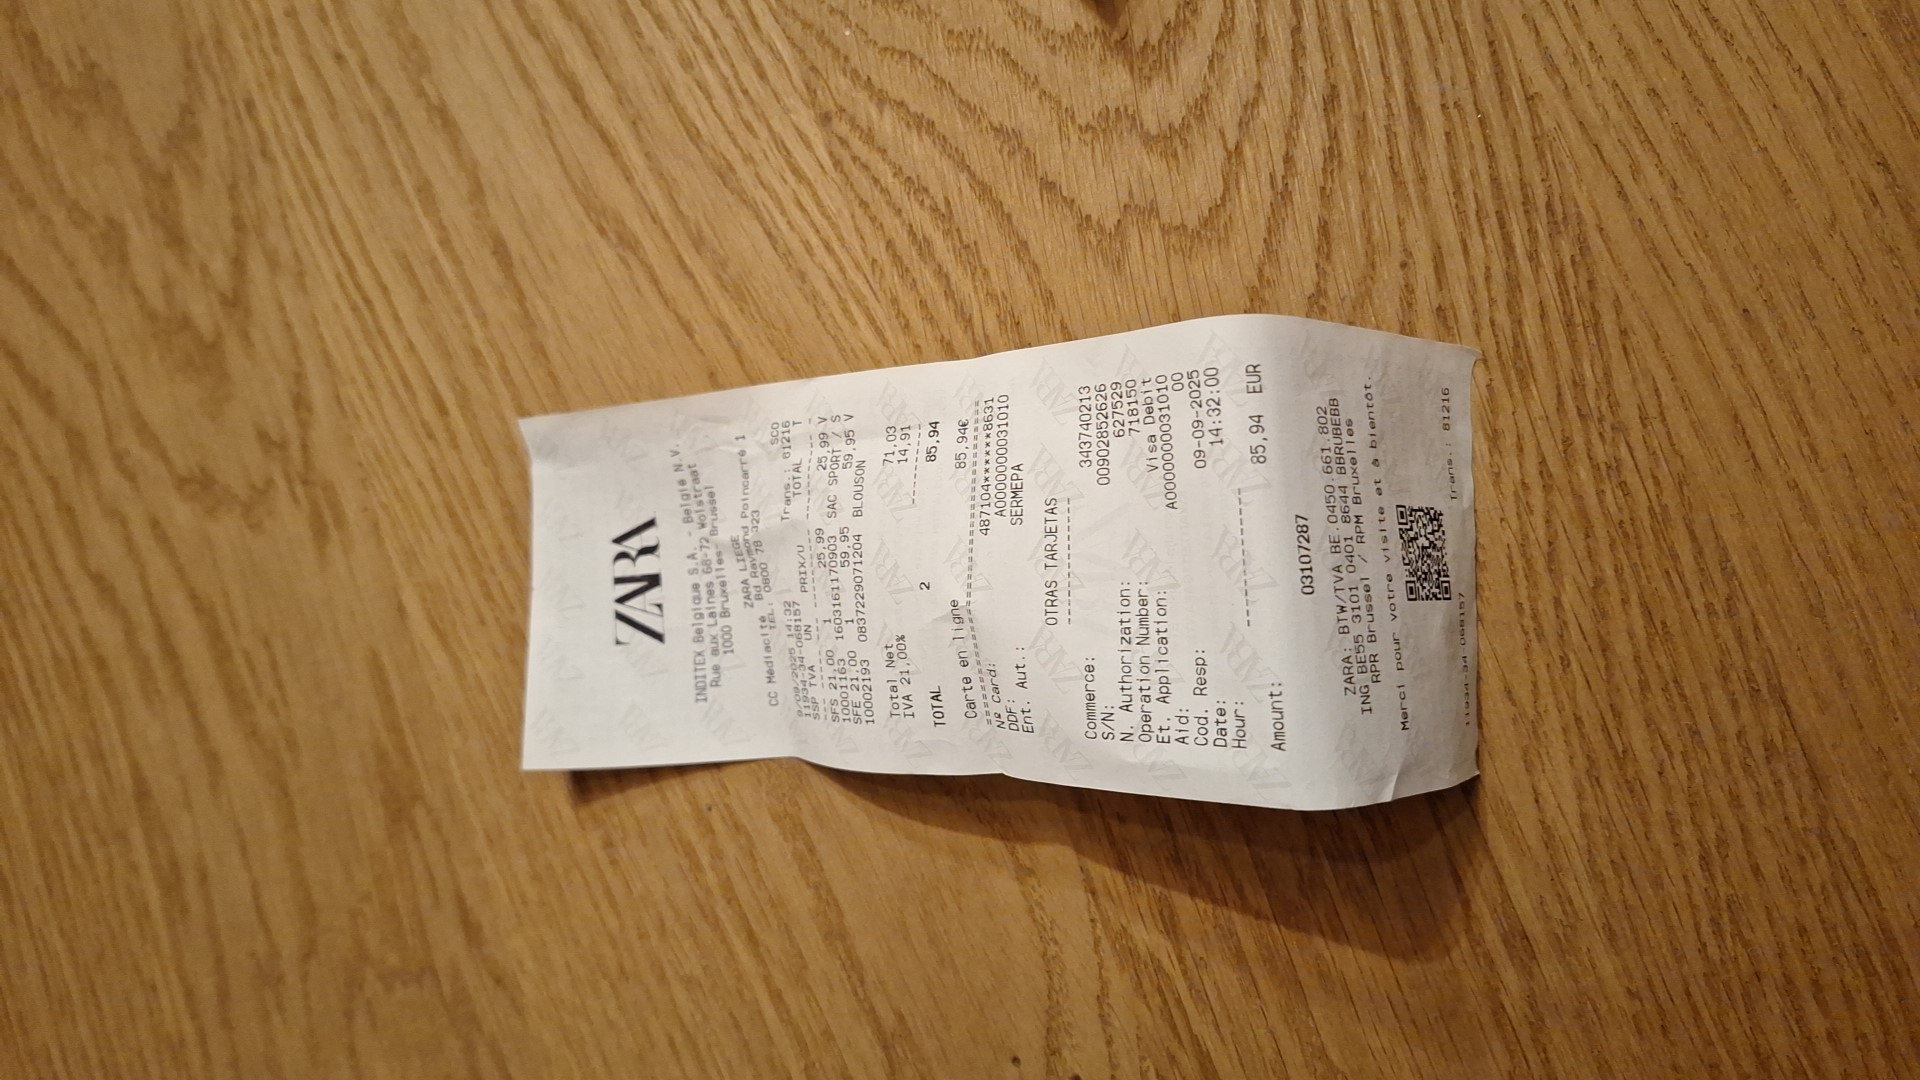 ZARA
INDITEX Belgique S.A. - Belgie N.V.
Rue aux Laines 68-72 Wolstraat
1000 Bruxelles- Brussel
ZARA LIEGE
CC Médiacité Bd Raymond Poincarré 1
TEL: 0800 78 323
SCO
9/09/2025 14:32 Trans.: 81216
11934-34-068157
SSP TVA UN PRIX/U TOTAL T
SFS 21,00 1 25,99 25,99 V
10001163 1603161170903 SAC SPORT / S
SFE 21,00 1 59,95 59,95 V
10002193 0837229071204 BLOUSON
Total Net 71,03
IVA 21,00% 14,91
TOTAL 2 85,94
Carte en ligne 85,94€
Nº Card: 487104******8631
DDF: A0000000031010
Ent. Aut.: SERMEPA
OTRAS TARJETAS
Commerce: 343740213
S/N: 00902852626
N. Authorization: 627529
Operation Number: 718150
Et. Application: Visa Debit
Aid: A0000000031010
Cod. Resp: 00
Date: 09-09-2025
Hour: 14:32:00
Amount: 85,94 EUR
03107287
ZARA: BTW/TVA BE.0450.661.802
ING BE55 3101 0401 8644 BBRUBEBB
RPR Brussel / RPM Bruxelles
Merci pour votre visite et à bientôt.
11934-34-068157 Trans.: 81216